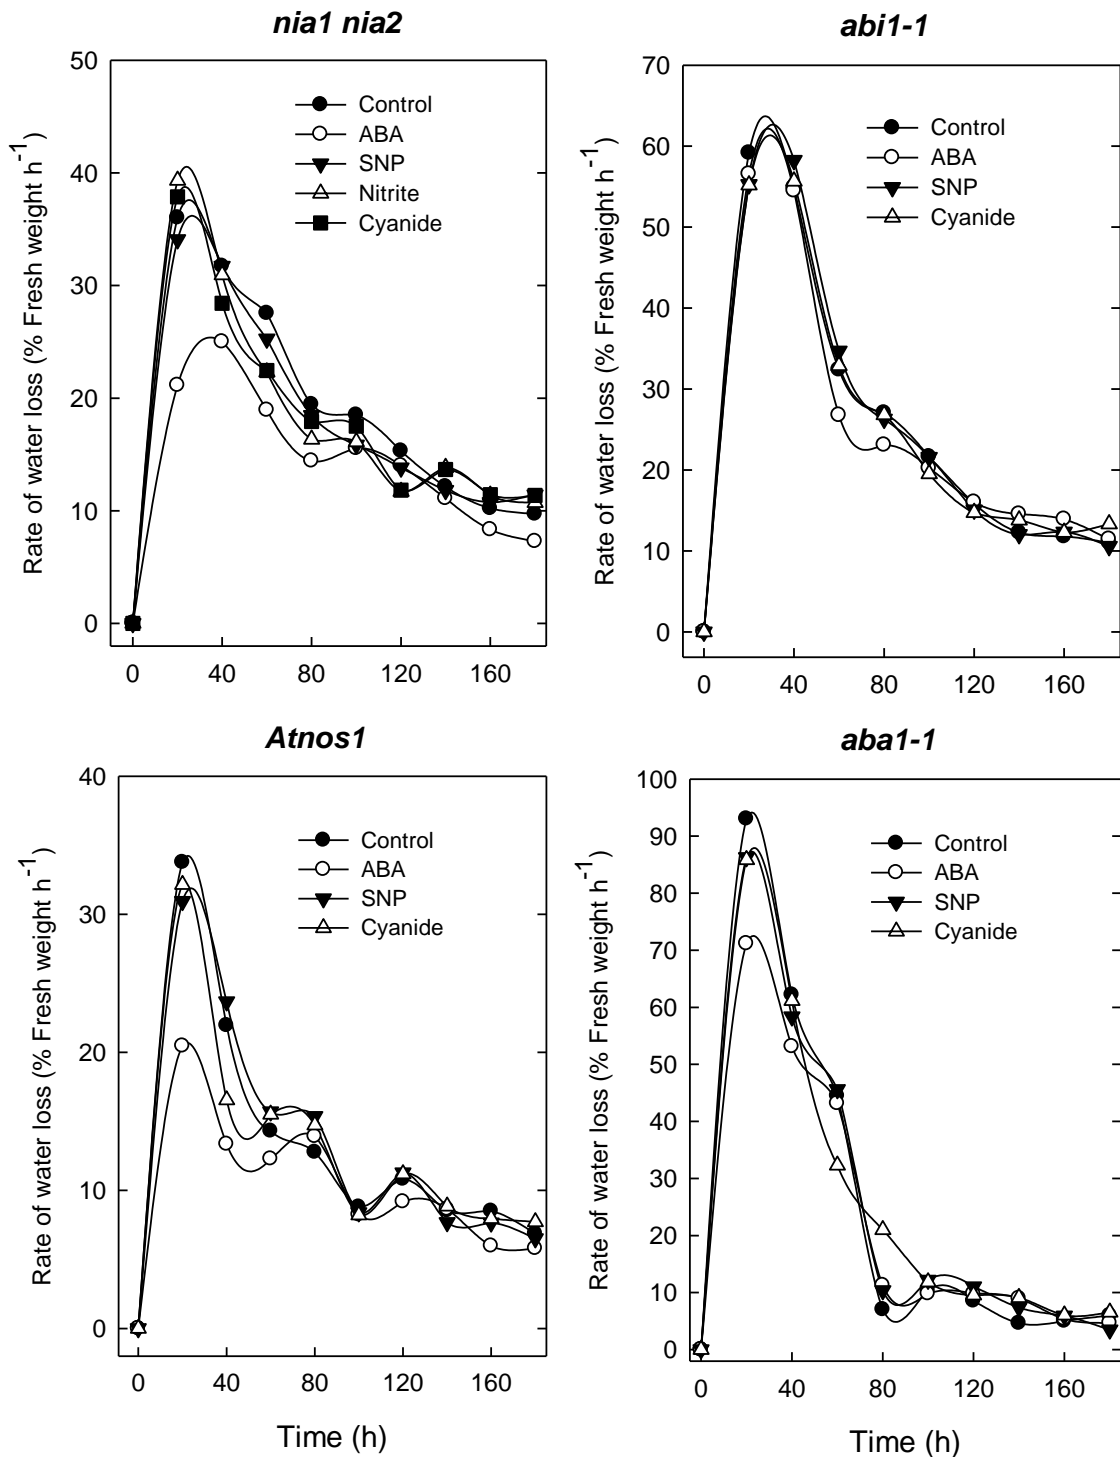 nia1 nia2
Rate of water loss (% Fresh weight h-1)
50
40
30
20
10
0
Control
ABA
SNP
Nitrite
Cyanide
0 40 80 120 160
abi1-1
Rate of water loss (% Fresh weight h-1)
70
60
50
40
30
20
10
0
Control
ABA
SNP
Cyanide
0 40 80 120 160
Atnos1
Rate of water loss (% Fresh weight h-1)
40
30
20
10
0
Control
ABA
SNP
Cyanide
0 40 80 120 160
Time (h)
aba1-1
Rate of water loss (% Fresh weight h-1)
100
90
80
70
60
50
40
30
20
10
0
Control
ABA
SNP
Cyanide
0 40 80 120 160
Time (h)